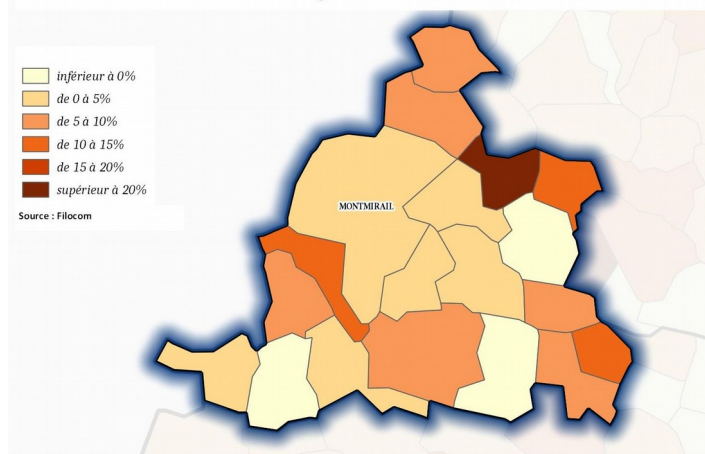 inférieur à 0%
de 0 à 5%
de 5 à 10%
de 10 à 15%
de 15 à 20%
supérieur à 20%
Source : Filocom
MONTMIRAIL